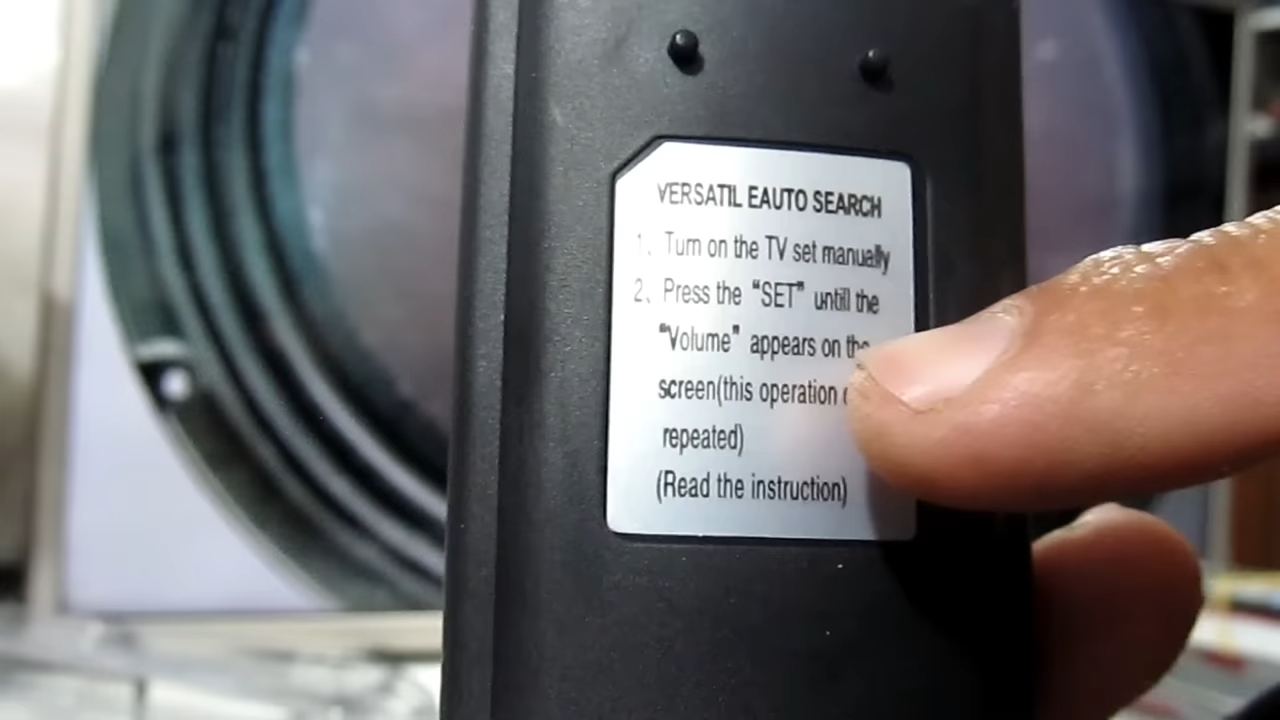 VERSATIL EAUTO SEARCH
1、Turn on the TV set manually
2、Press the "SET" untill the
"Volume" appears on the
screen(this operation
repeated)
(Read the instruction)